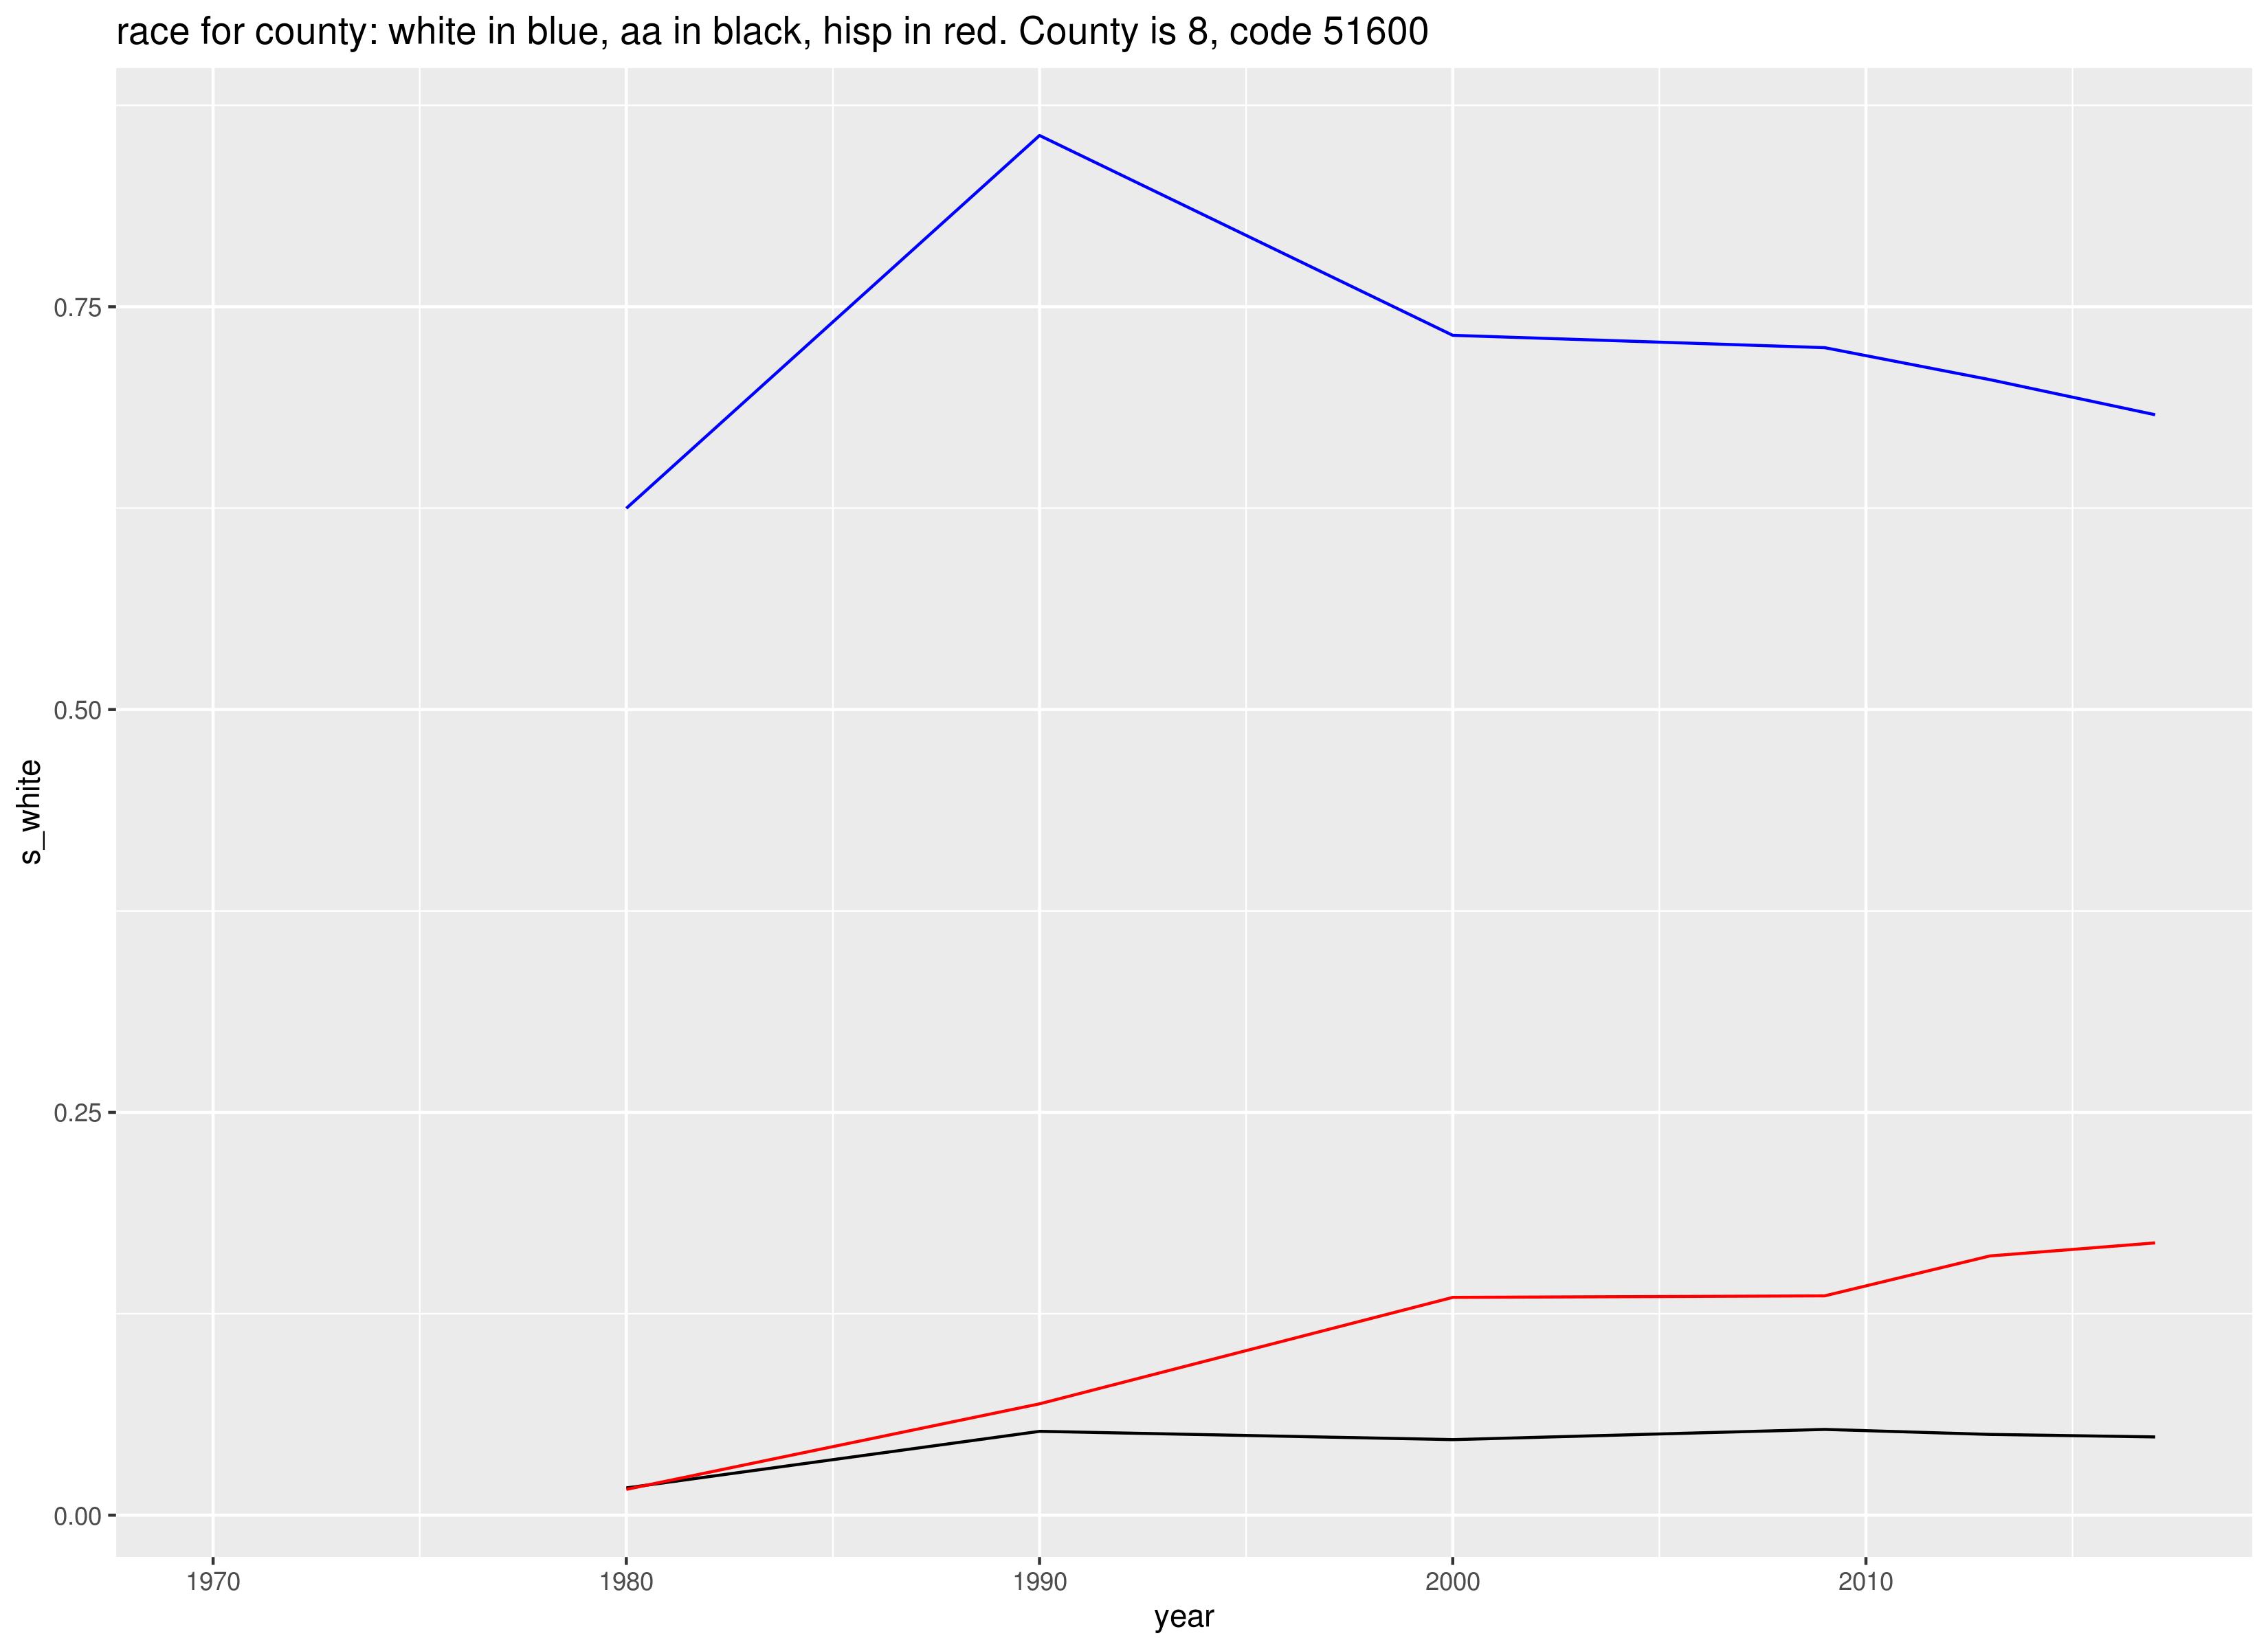 race for county: white in blue, aa in black, hisp in red. County is 8, code 51600
s_white
0.75
0.50
0.25
0.00
1970 1980 1990 2000 2010
year